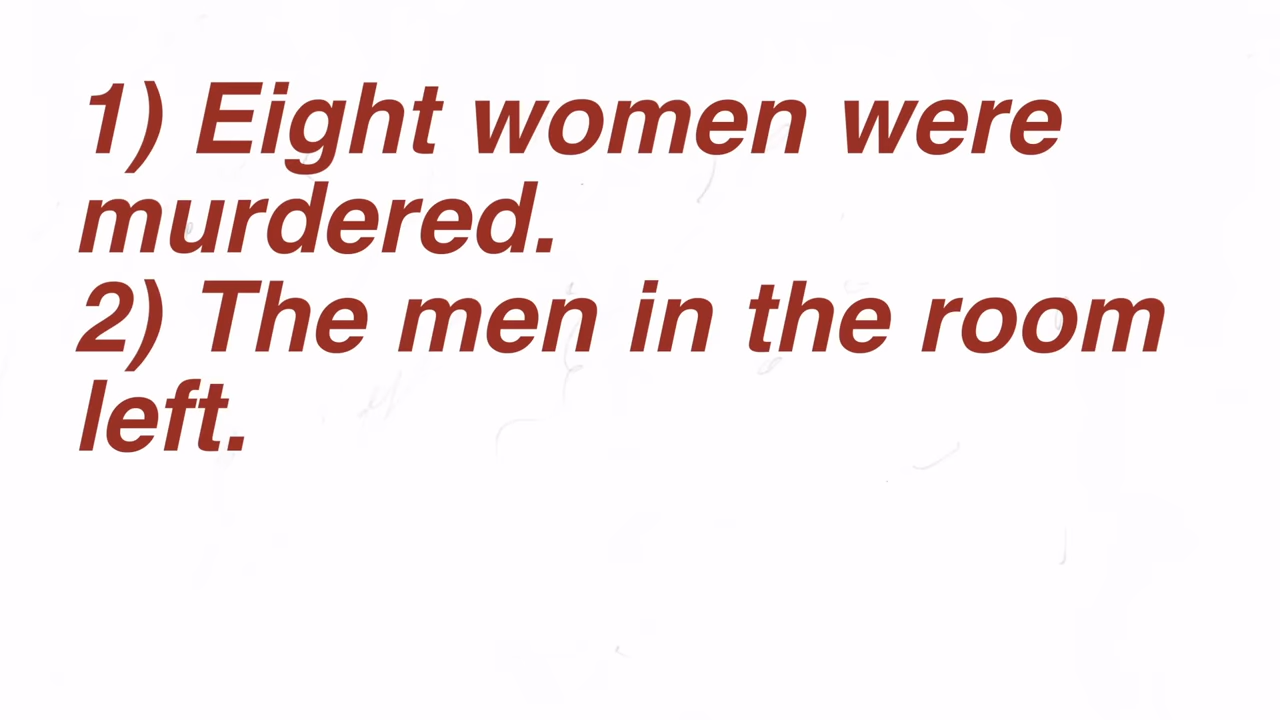 1) Eight women were
murdered.
2) The men in the room
left.